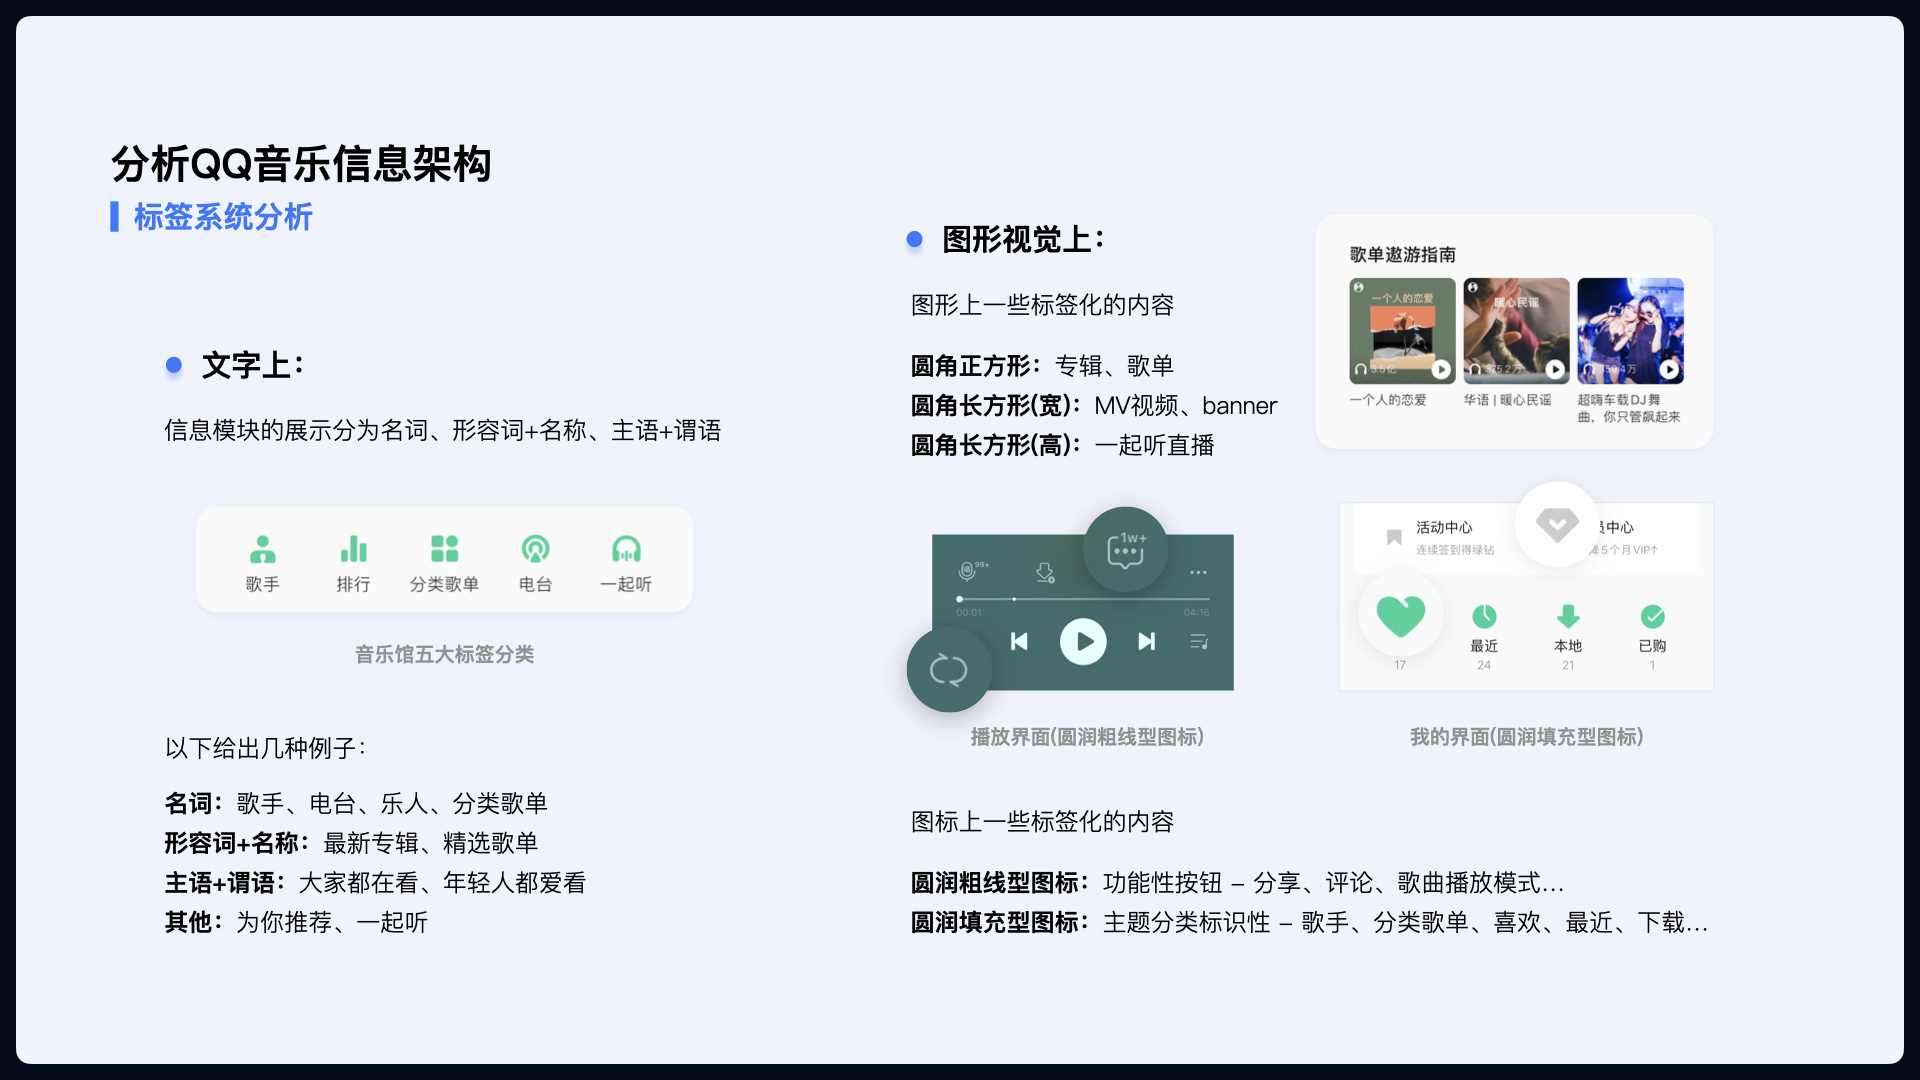 分析QQ音乐信息架构
标签系统分析
文字上：
信息模块的展示分为名词、形容词+名称、主语+谓语
歌手 排行 分类歌单 电台 一起听
音乐馆五大标签分类
以下给出几种例子：
名词：歌手、电台、乐人、分类歌单
形容词+名称：最新专辑、精选歌单
主语+谓语：大家都在看、年轻人都爱看
其他：为你推荐、一起听
图形视觉上：
图形上一些标签化的内容
圆角正方形：专辑、歌单
圆角长方形(宽)：MV视频、banner
圆角长方形(高)：一起听直播
歌单遨游指南
一个人的恋爱
暖心民谣
3.5亿
375.2万
359.4万
一个人的恋爱
华语 | 暖心民谣
超嗨车载DJ舞
曲，你只管飙起来
1w+
99+
00:01 04:16
播放界面(圆润粗线型图标)
活动中心
连续签到得绿钻
员中心
5个月VIP↑
最近 本地 已购
17 24 21 1
我的界面(圆润填充型图标)
图标上一些标签化的内容
圆润粗线型图标：功能性按钮 – 分享、评论、歌曲播放模式...
圆润填充型图标：主题分类标识性 – 歌手、分类歌单、喜欢、最近、下载...